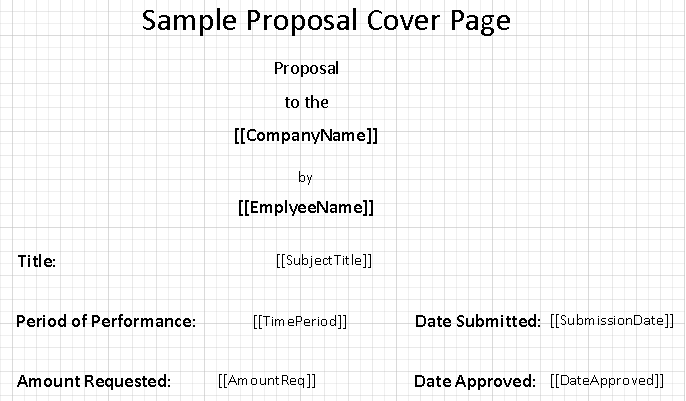 Sample Proposal Cover Page
Proposal
to the
[[CompanyName]]
by
[[EmplyeeName]]
Title: [[SubjectTitle]]
Period of Performance: [[TimePeriod]] Date Submitted: [[SubmissionDate]]
Amount Requested: [[AmountReq]] Date Approved: [[DateApproved]]